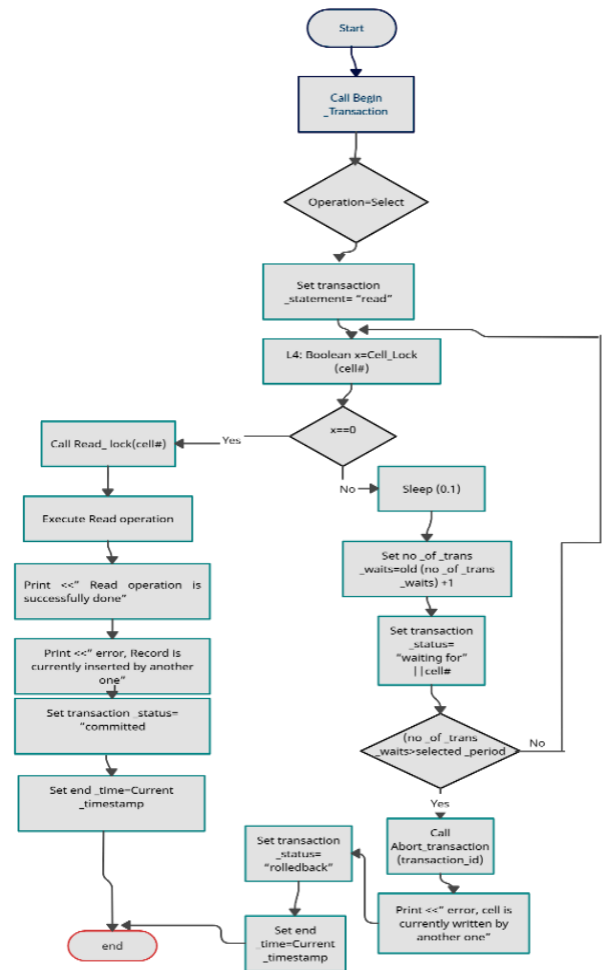 Start
Call Begin
_Transaction
Operation=Select
Set transaction
_statement= “read”
L4: Boolean x=Cell_Lock
(cell#)
x==0
Yes
Call Read_ lock(cell#)
No
Sleep (0.1)
Execute Read operation
Set no _of _trans
_waits=old (no _of _trans
_waits) +1
Print <<“ Read operation is
successfully done”
Set transaction
_status=
“waiting for”
||cell#
Print <<“ error, Record is
currently inserted by another
one”
Set transaction _status=
“committed
(no _of _trans
_waits>selected _period
No
Yes
Set end _time=Current
_timestamp
Call
Abort_transaction
(transaction_id)
Set transaction
_status=
“rolledback”
Print <<“ error, cell is
currently written by
another one”
Set end
_time=Current
_timestamp
end